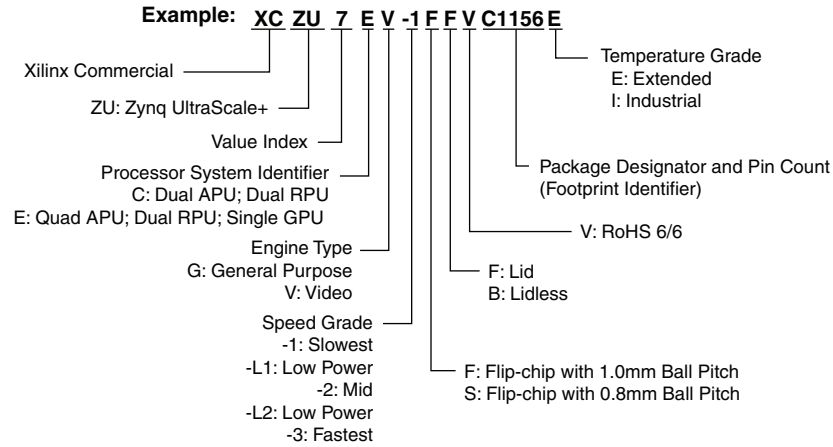 Example: XC ZU 7 E V -1 F F V C1156 E
Xilinx Commercial
ZU: Zynq UltraScale+
Value Index
Processor System Identifier
C: Dual APU; Dual RPU
E: Quad APU; Dual RPU; Single GPU
Engine Type
G: General Purpose
V: Video
Speed Grade
-1: Slowest
-L1: Low Power
-2: Mid
-L2: Low Power
-3: Fastest
Temperature Grade
E: Extended
I: Industrial
Package Designator and Pin Count
(Footprint Identifier)
V: RoHS 6/6
F: Lid
B: Lidless
F: Flip-chip with 1.0mm Ball Pitch
S: Flip-chip with 0.8mm Ball Pitch